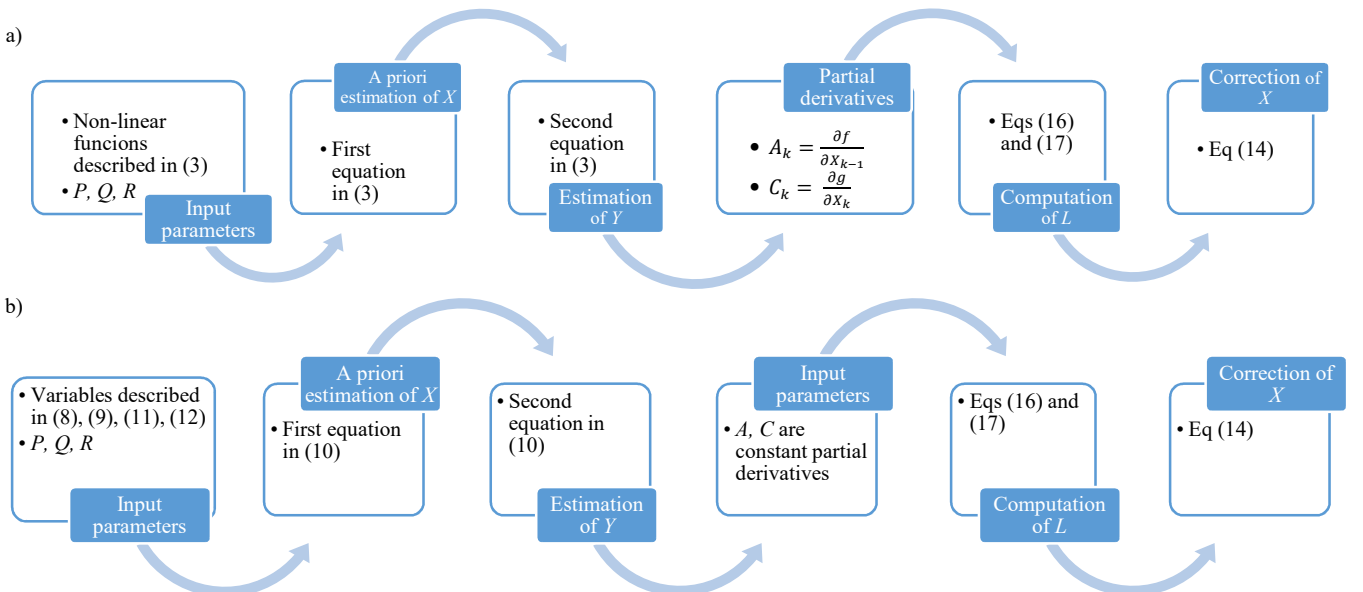 a)
• Non-linear
funcions
described in (3)
• P, Q, R
Input
parameters
A priori
estimation of X
• First
equation
in (3)
• Second
equation
in (3)
Estimation
of Y
Partial
derivatives
• A_k = ∂f/∂X_{k−1}
• C_k = ∂g/∂X_k
• Eqs (16)
and (17)
Computation
of L
Correction of
X
• Eq (14)
b)
• Variables described
in (8), (9), (11), (12)
• P, Q, R
Input
parameters
A priori
estimation of X
• First equation
in (10)
• Second
equation in
(10)
Estimation
of Y
Input
parameters
• A, C are
constant partial
derivatives
• Eqs (16) and
(17)
Computation
of L
Correction of
X
• Eq (14)